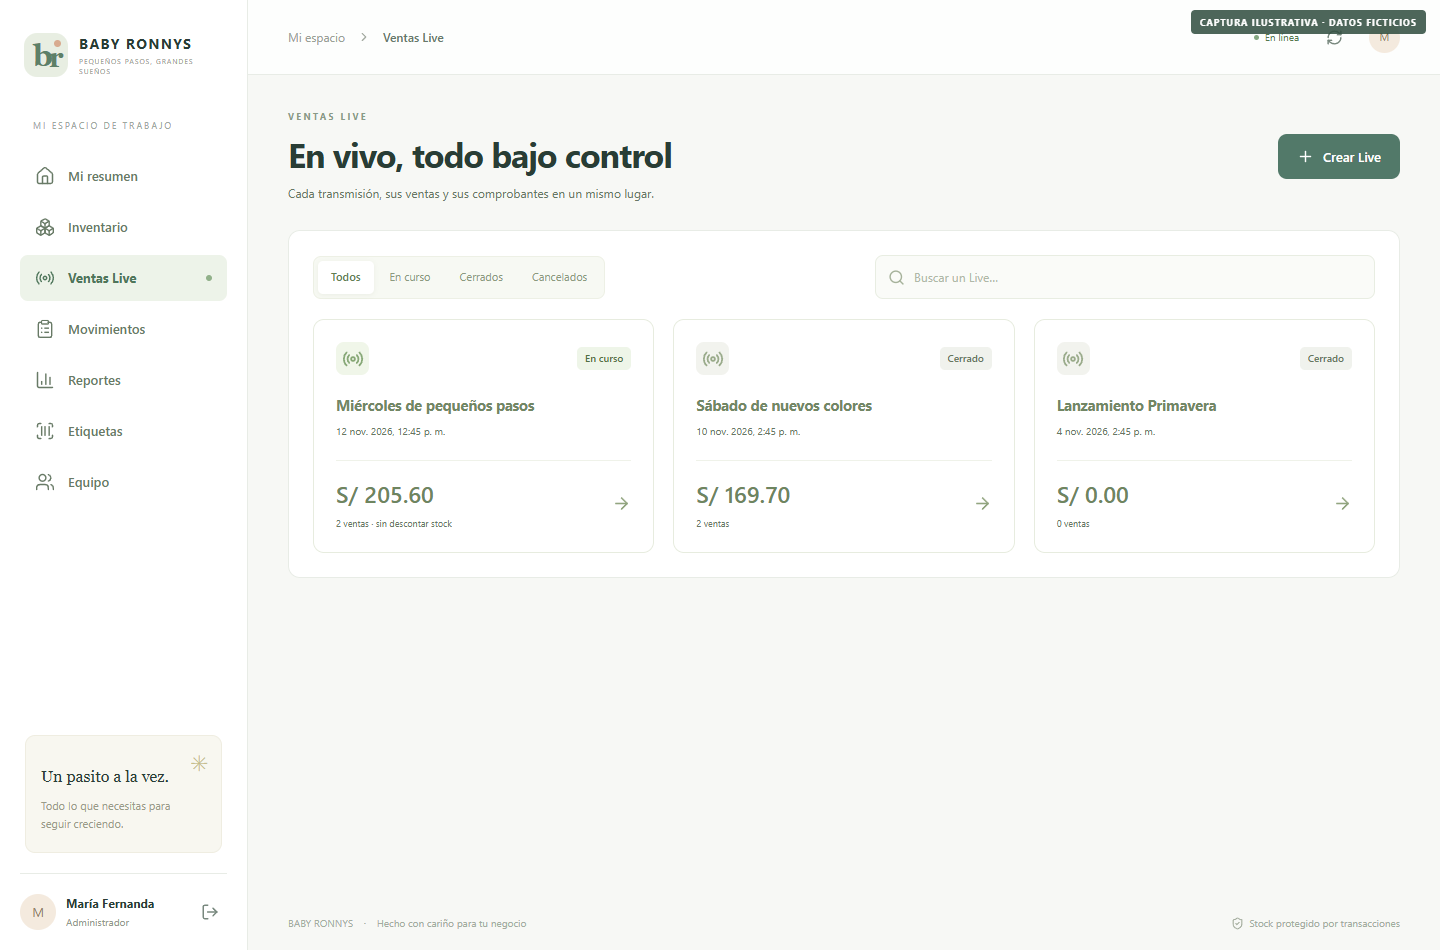 br
BABY RONNYS
PEQUEÑOS PASOS, GRANDES
SUEÑOS
MI ESPACIO DE TRABAJO
Mi resumen
Inventario
Ventas Live
Movimientos
Reportes
Etiquetas
Equipo
Un pasito a la vez.
Todo lo que necesitas para
seguir creciendo.
M
María Fernanda
Administrador
Mi espacio > Ventas Live
CAPTURA ILUSTRATIVA · DATOS FICTICIOS
En línea
M
VENTAS LIVE
En vivo, todo bajo control
Cada transmisión, sus ventas y sus comprobantes en un mismo lugar.
+ Crear Live
Todos En curso Cerrados Cancelados
Buscar un Live...
En curso
Miércoles de pequeños pasos
12 nov. 2026, 12:45 p. m.
S/ 205.60
2 ventas · sin descontar stock
Cerrado
Sábado de nuevos colores
10 nov. 2026, 2:45 p. m.
S/ 169.70
2 ventas
Cerrado
Lanzamiento Primavera
4 nov. 2026, 2:45 p. m.
S/ 0.00
0 ventas
BABY RONNYS · Hecho con cariño para tu negocio
Stock protegido por transacciones